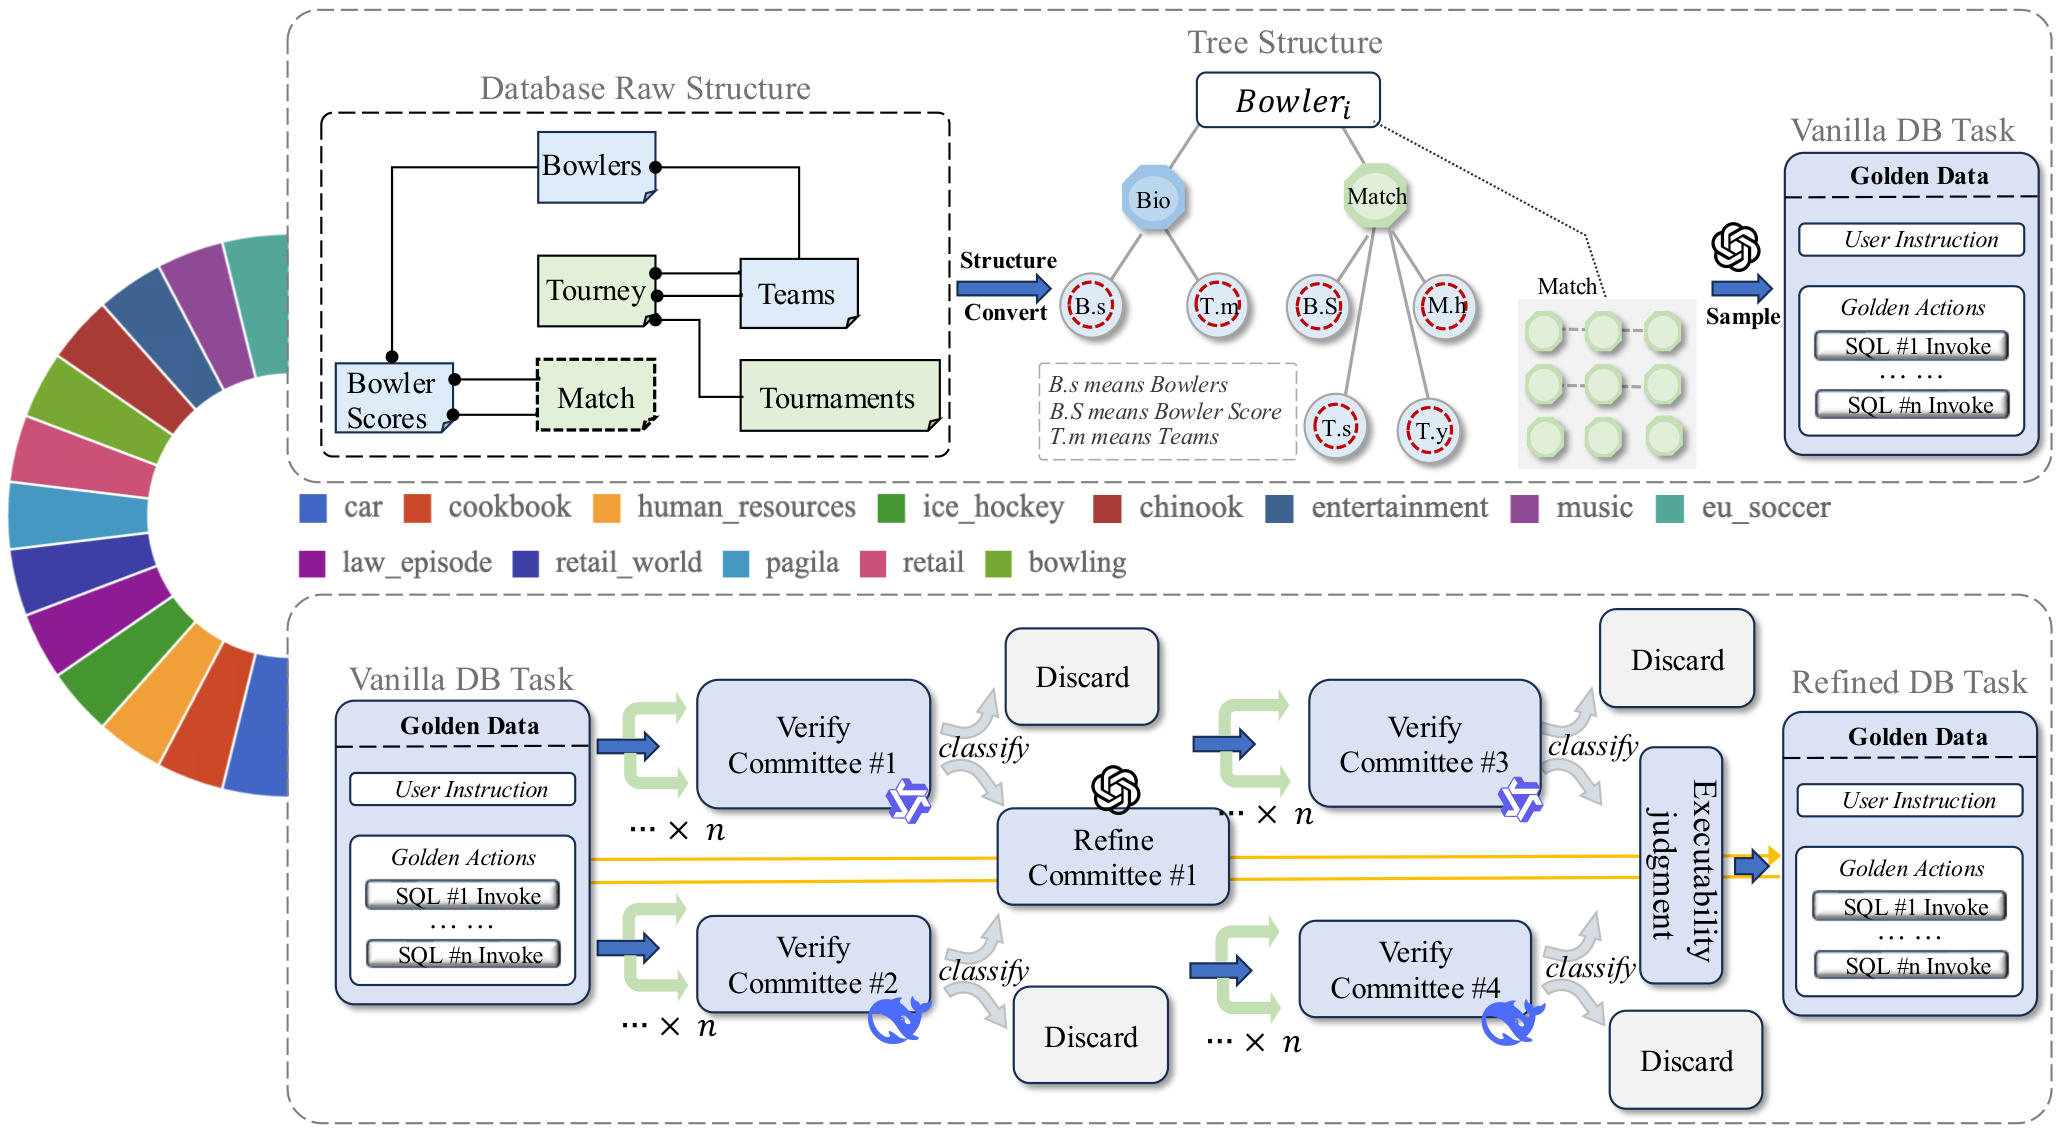 Database Raw Structure
Bowlers
Tourney
Teams
Bowler
Scores
Match
Tournaments
Structure
Convert
Tree Structure
Bowler_i
Bio
Match
B.s
T.m
B.S
M.h
T.s
T.y
B.s means Bowlers
B.S means Bowler Score
T.m means Teams
Match
Sample
Vanilla DB Task
Golden Data
User Instruction
Golden Actions
SQL #1 Invoke
... ...
SQL #n Invoke
car
cookbook
human_resources
ice_hockey
chinook
entertainment
music
eu_soccer
law_episode
retail_world
pagila
retail
bowling
Vanilla DB Task
Golden Data
User Instruction
Golden Actions
SQL #1 Invoke
... ...
SQL #n Invoke
... × n
Verify
Committee #1
classify
Discard
... × n
Verify
Committee #2
classify
Discard
Refine
Committee #1
... × n
Verify
Committee #3
classify
Discard
... × n
Verify
Committee #4
classify
Discard
Executability
judgment
Refined DB Task
Golden Data
User Instruction
Golden Actions
SQL #1 Invoke
... ...
SQL #n Invoke